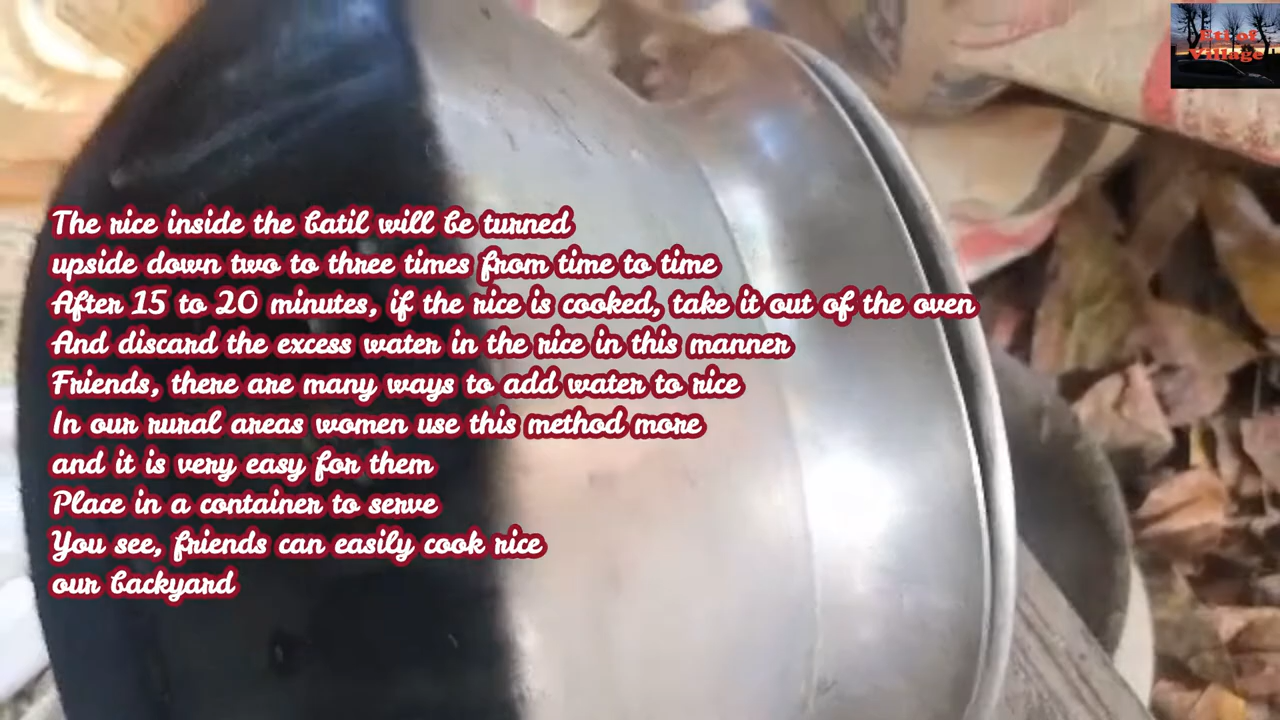 The rice inside the batil will be turned
upside down two to three times from time to time
After 15 to 20 minutes, if the rice is cooked, take it out of the oven
And discard the excess water in the rice in this manner
Friends, there are many ways to add water to rice
In our rural areas women use this method more
and it is very easy for them
Place in a container to serve
You see, friends can easily cook rice
our backyard
Village